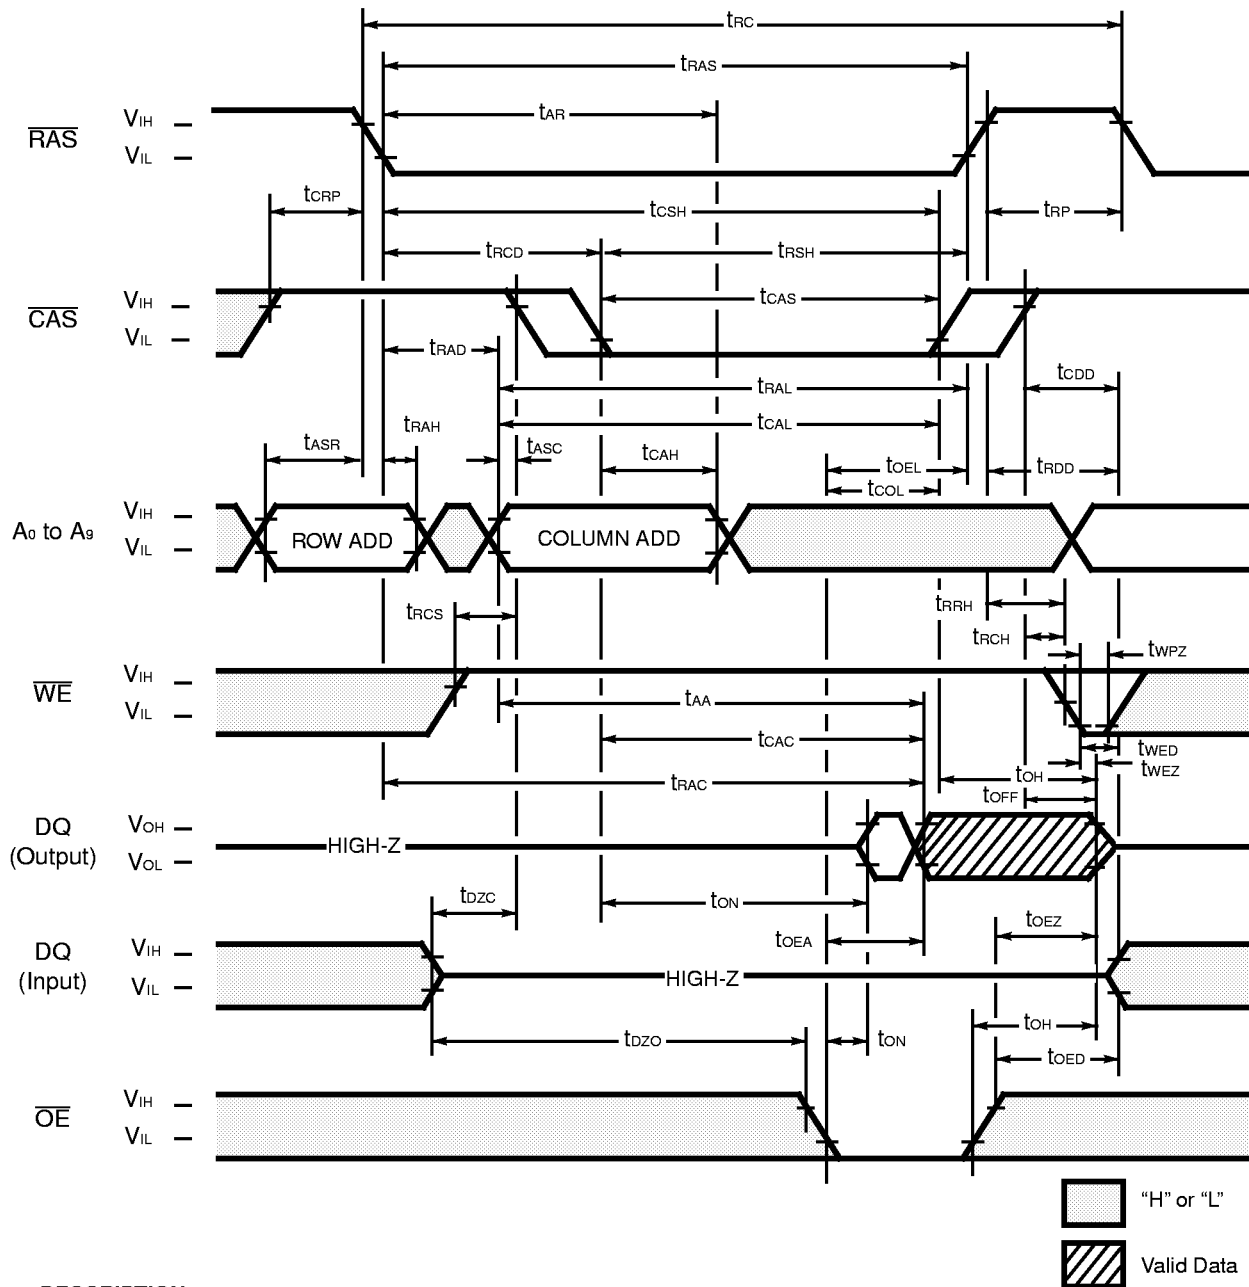 tRC
tRAS
tAR
RAS
VIH
VIL
tCRP
tCSH
tRP
tRCD
tRSH
CAS
VIH
VIL
tCAS
tRAD
tRAL
tCDD
tCAL
tASR
tRAH
tASC
tCAH
tOEL
tRDD
tCOL
A0 to A9
VIH
VIL
ROW ADD
COLUMN ADD
tRCS
tRRH
tRCH
tWPZ
WE
VIH
VIL
tAA
tCAC
tWED
tWEZ
tRAC
tOH
tOFF
DQ
(Output)
VOH
VOL
HIGH-Z
tDZC
tON
tOEA
tOEZ
DQ
(Input)
VIH
VIL
HIGH-Z
tDZO
tON
tOH
tOED
OE
VIH
VIL
“H” or “L”
Valid Data